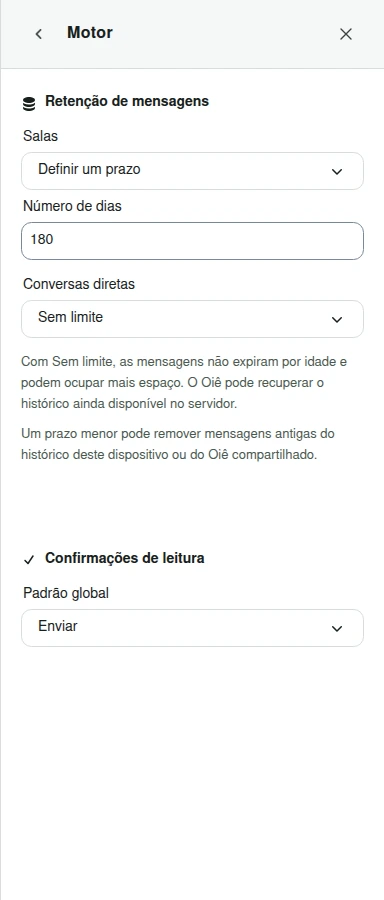 Motor
Retenção de mensagens
Salas
Definir um prazo
Número de dias
180
Conversas diretas
Sem limite
Com Sem limite, as mensagens não expiram por idade e
podem ocupar mais espaço. O Oiê pode recuperar o
histórico ainda disponível no servidor.
Um prazo menor pode remover mensagens antigas do
histórico deste dispositivo ou do Oiê compartilhado.
Confirmações de leitura
Padrão global
Enviar